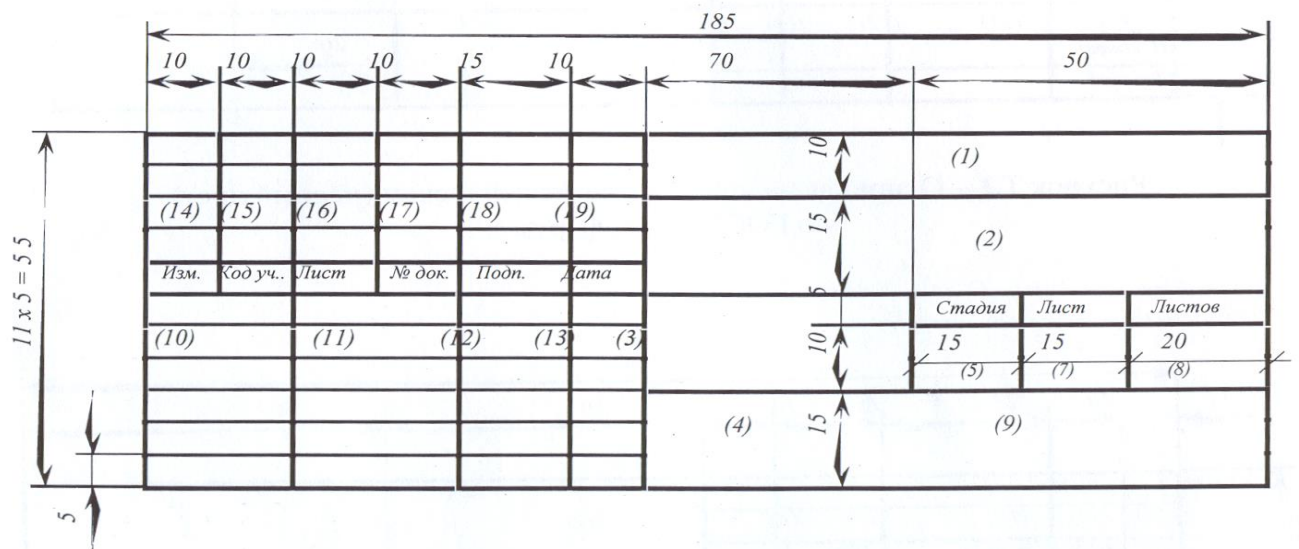 185
10 10 10 10 15 10 70 50
10 (1)
(14) (15) (16) (17) (18) (19) 15
(2)
Изм. Код уч.. Лист № док. Подп. Дата 5 Стадия Лист Листов
11 x 5 = 5 5
(10) (11) (12) (13) (3) 10 15 15 20
(5) (7) (8)
15 (4) (9)
5